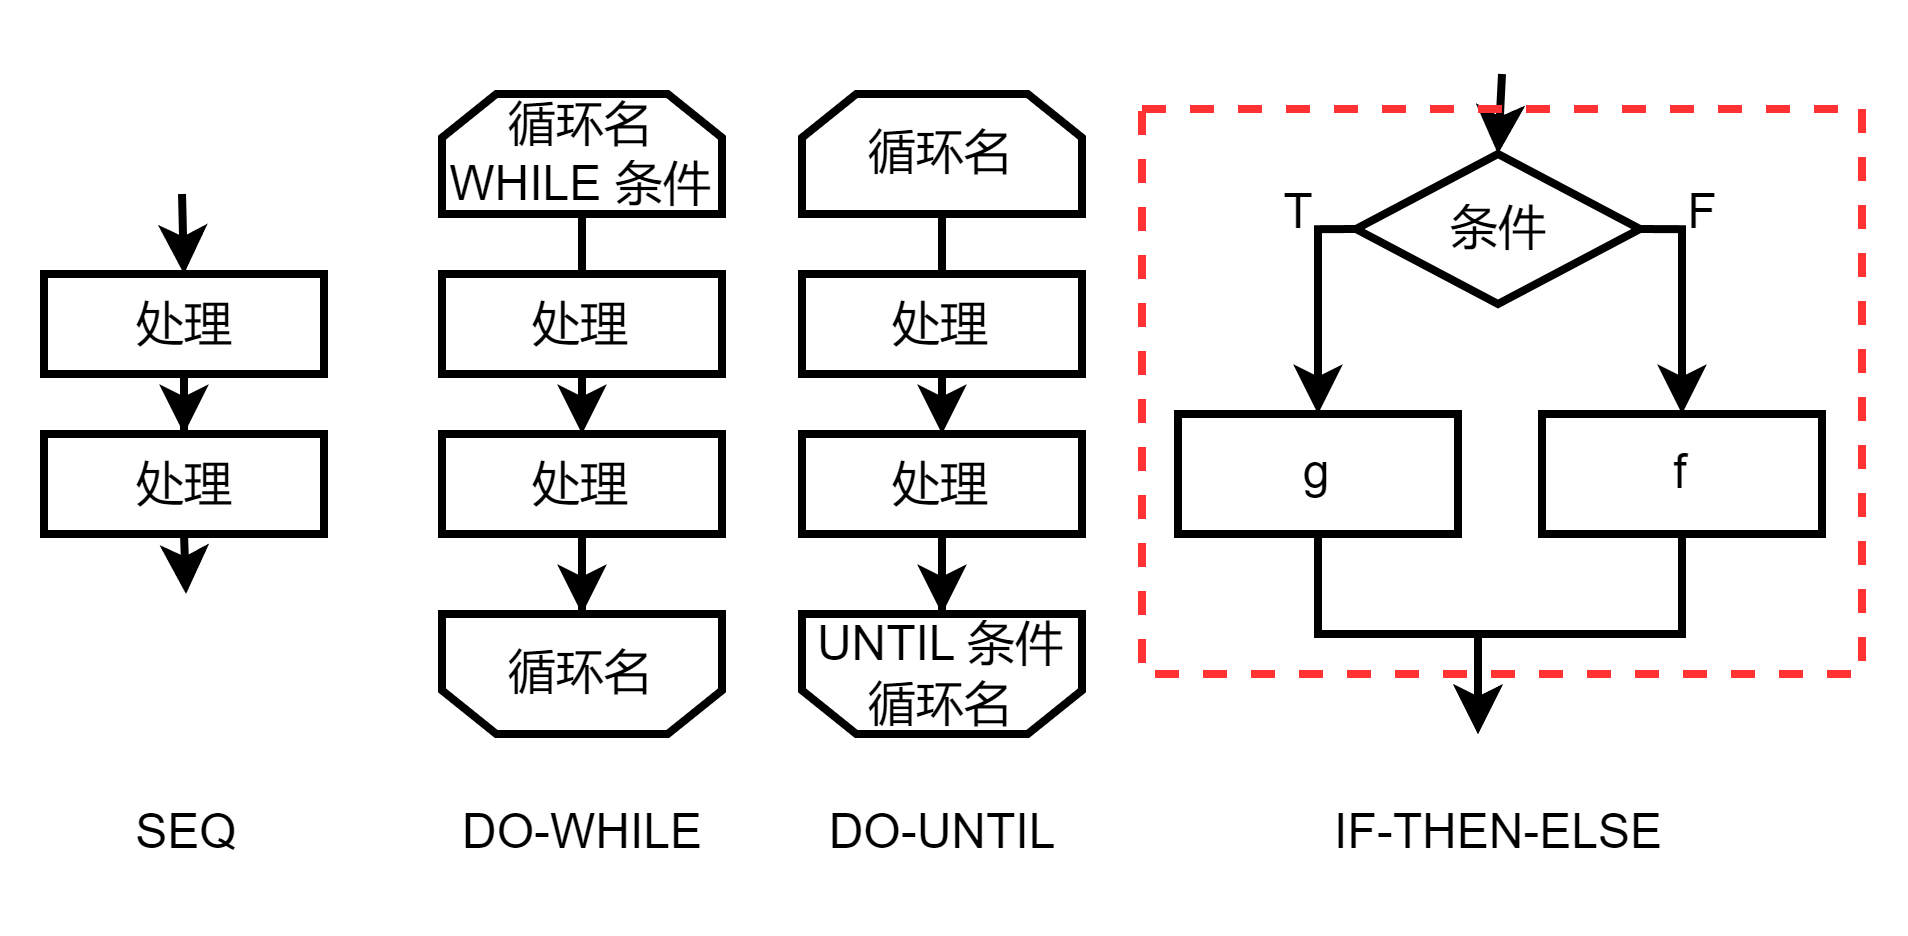 处理
处理
SEQ
循环名
WHILE 条件
处理
处理
循环名
DO-WHILE
循环名
处理
处理
UNTIL 条件
循环名
DO-UNTIL
T
条件
F
g
f
IF-THEN-ELSE